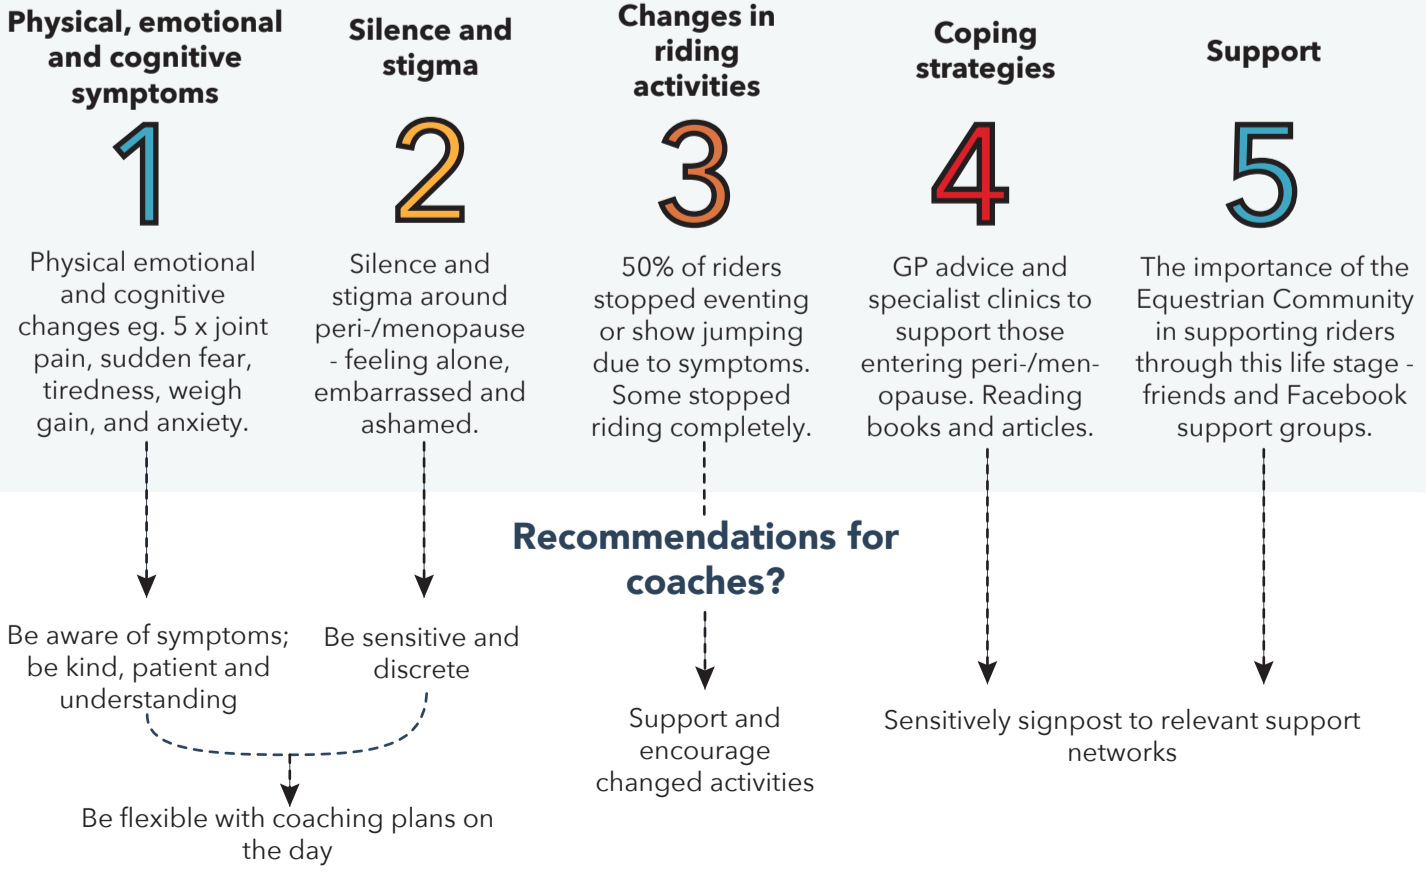 Physical, emotional
and cognitive
symptoms
1
Physical emotional
and cognitive
changes eg. 5 x joint
pain, sudden fear,
tiredness, weigh
gain, and anxiety.
Silence and
stigma
2
Silence and
stigma around
peri-/menopause
- feeling alone,
embarrassed and
ashamed.
Changes in
riding
activities
3
50% of riders
stopped eventing
or show jumping
due to symptoms.
Some stopped
riding completely.
Coping
strategies
4
GP advice and
specialist clinics to
support those
entering peri-/men-
opause. Reading
books and articles.
Support
5
The importance of the
Equestrian Community
in supporting riders
through this life stage -
friends and Facebook
support groups.
Recommendations for
coaches?
Be aware of symptoms;
be kind, patient and
understanding
Be sensitive and
discrete
Be flexible with coaching plans on
the day
Support and
encourage
changed activities
Sensitively signpost to relevant support
networks